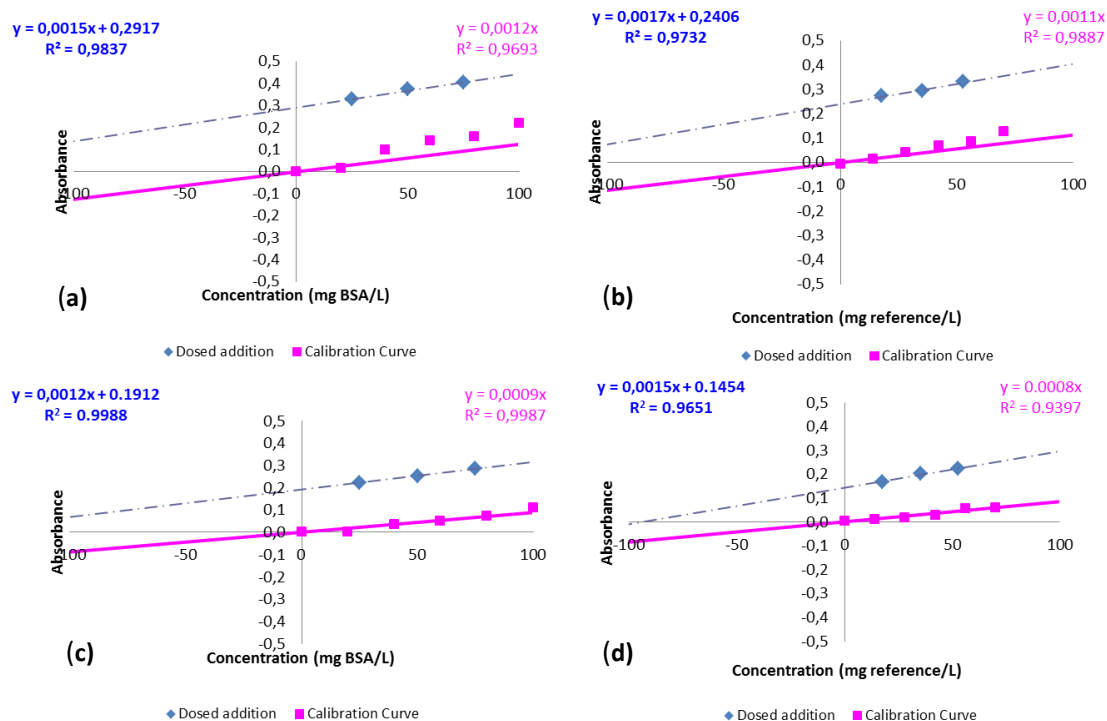 y = 0,0015x + 0,2917
R² = 0,9837
y = 0,0012x
R² = 0,9693
0,5
0,4
0,3
0,2
0,1
0,0
-0,1
-0,2
-0,3
-0,4
-0,5
-100
-50
0
50
100
Absorbance
(a)
Concentration (mg BSA/L)
Dosed addition
Calibration Curve
y = 0,0017x + 0,2406
R² = 0,9732
y = 0,0011x
R² = 0,9887
0,5
0,4
0,3
0,2
0,1
0,0
-0,1
-0,2
-0,3
-0,4
-0,5
-100
-50
0
50
100
Absorbance
(b)
Concentration (mg reference/L)
Dosed addition
Calibration Curve
y = 0,0012x + 0.1912
R² = 0.9988
y = 0,0009x
R² = 0,9987
0,5
0,4
0,3
0,2
0,1
0,0
-0,1
-0,2
-0,3
-0,4
-0,5
-100
-50
0
50
100
Absorbance
(c)
Concentration (mg BSA/L)
Dosed addition
Calibration Curve
y = 0,0015x + 0.1454
R² = 0.9651
y = 0.0008x
R² = 0.9397
0,5
0,4
0,3
0,2
0,1
0,0
-0,1
-0,2
-0,3
-0,4
-0,5
-100
-50
0
50
100
Absorbance
(d)
Concentration (mg reference/L)
Dosed addition
Calibration Curve